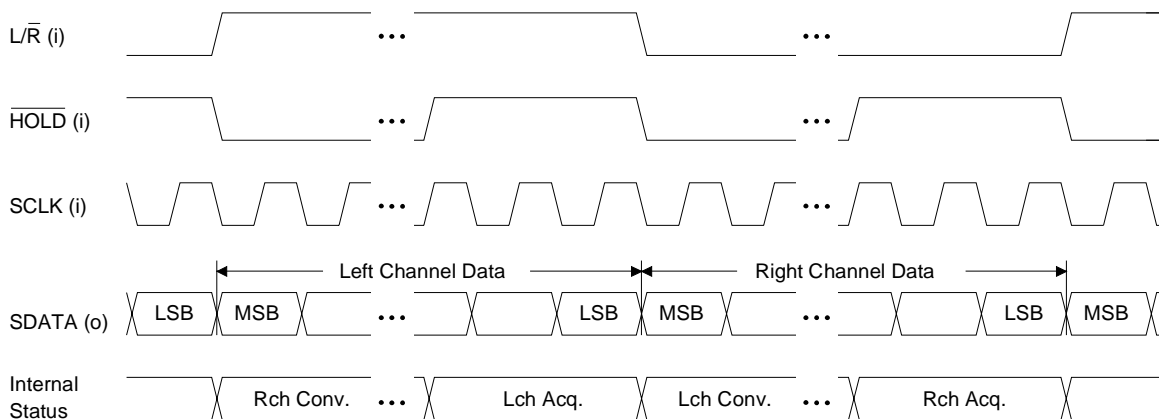 L/R̅ (i)
H̅O̅L̅D̅ (i)
SCLK (i)
Left Channel Data Right Channel Data
SDATA (o) LSB MSB LSB MSB LSB MSB
Internal
Status
Rch Conv. Lch Acq. Lch Conv. Rch Acq.